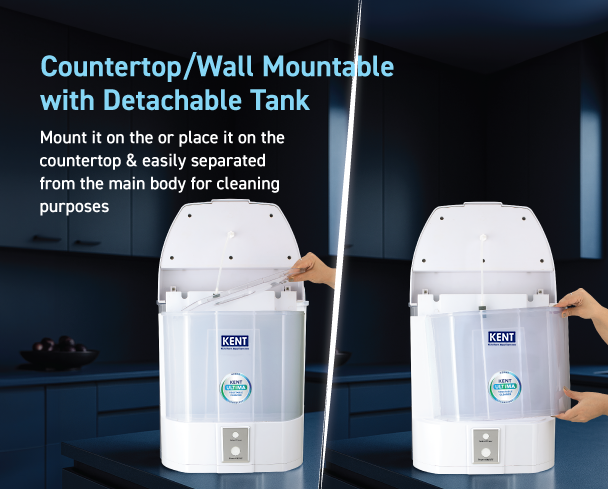 Countertop/Wall Mountable
with Detachable Tank
Mount it on the or place it on the
countertop & easily separated
from the main body for cleaning
purposes
KENT
KENT
ULTIMA
KENT
KENT
ULTIMA